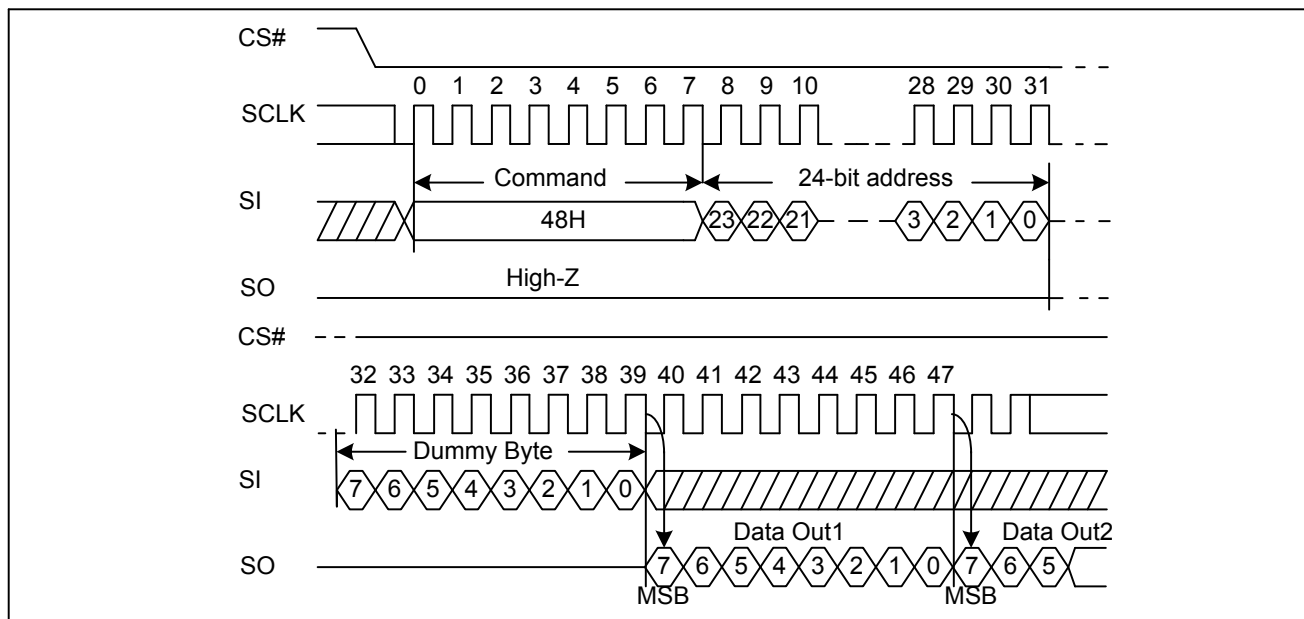 CS#
0 1 2 3 4 5 6 7 8 9 10 28 29 30 31
SCLK
Command 24-bit address
SI
48H 23 22 21 3 2 1 0
High-Z
SO
CS#
32 33 34 35 36 37 38 39 40 41 42 43 44 45 46 47
SCLK
Dummy Byte
SI
7 6 5 4 3 2 1 0
Data Out1 Data Out2
SO
7 6 5 4 3 2 1 0 7 6 5
MSB MSB